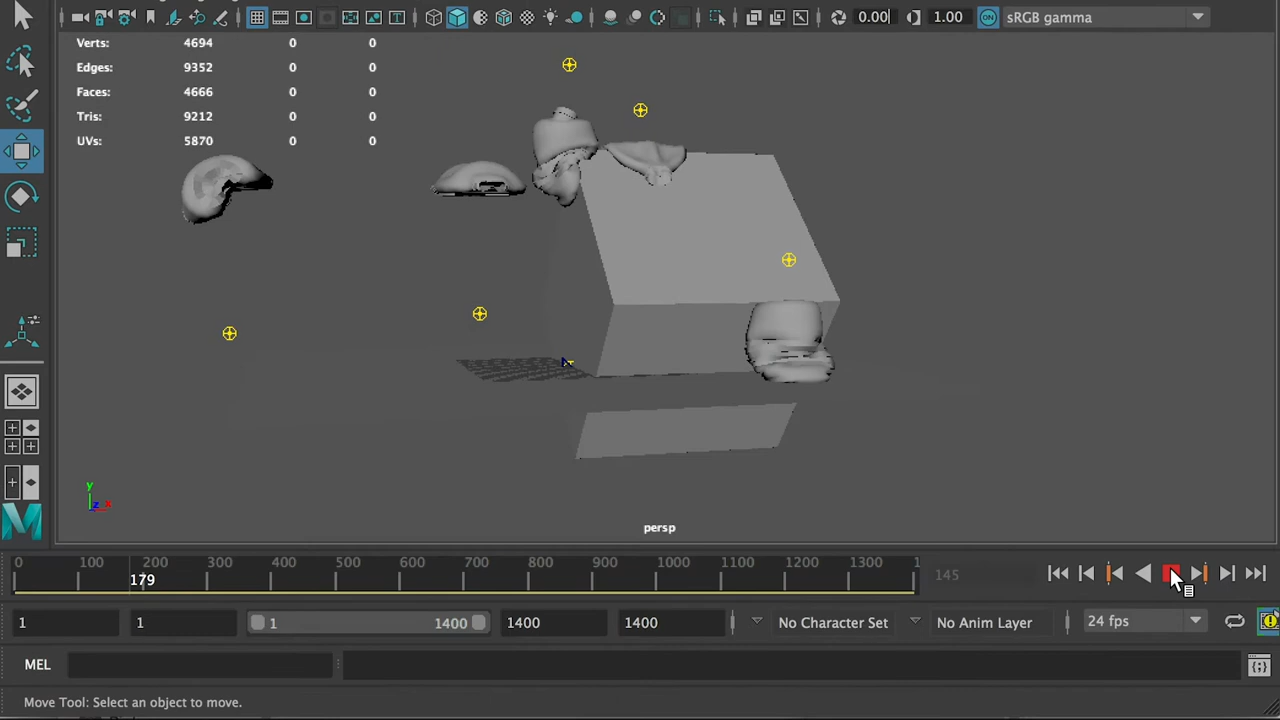 0.00 1.00 ON sRGB gamma
Verts: 4694 0 0
Edges: 9352 0 0
Faces: 4666 0 0
Tris: 9212 0 0
UVs: 5870 0 0
y
z x
persp
0 100 200 300 400 500 600 700 800 900 1000 1100 1200 1300 1
179
145
1 1 1 1400 1400 1400 No Character Set No Anim Layer 24 fps
MEL
Move Tool: Select an object to move.